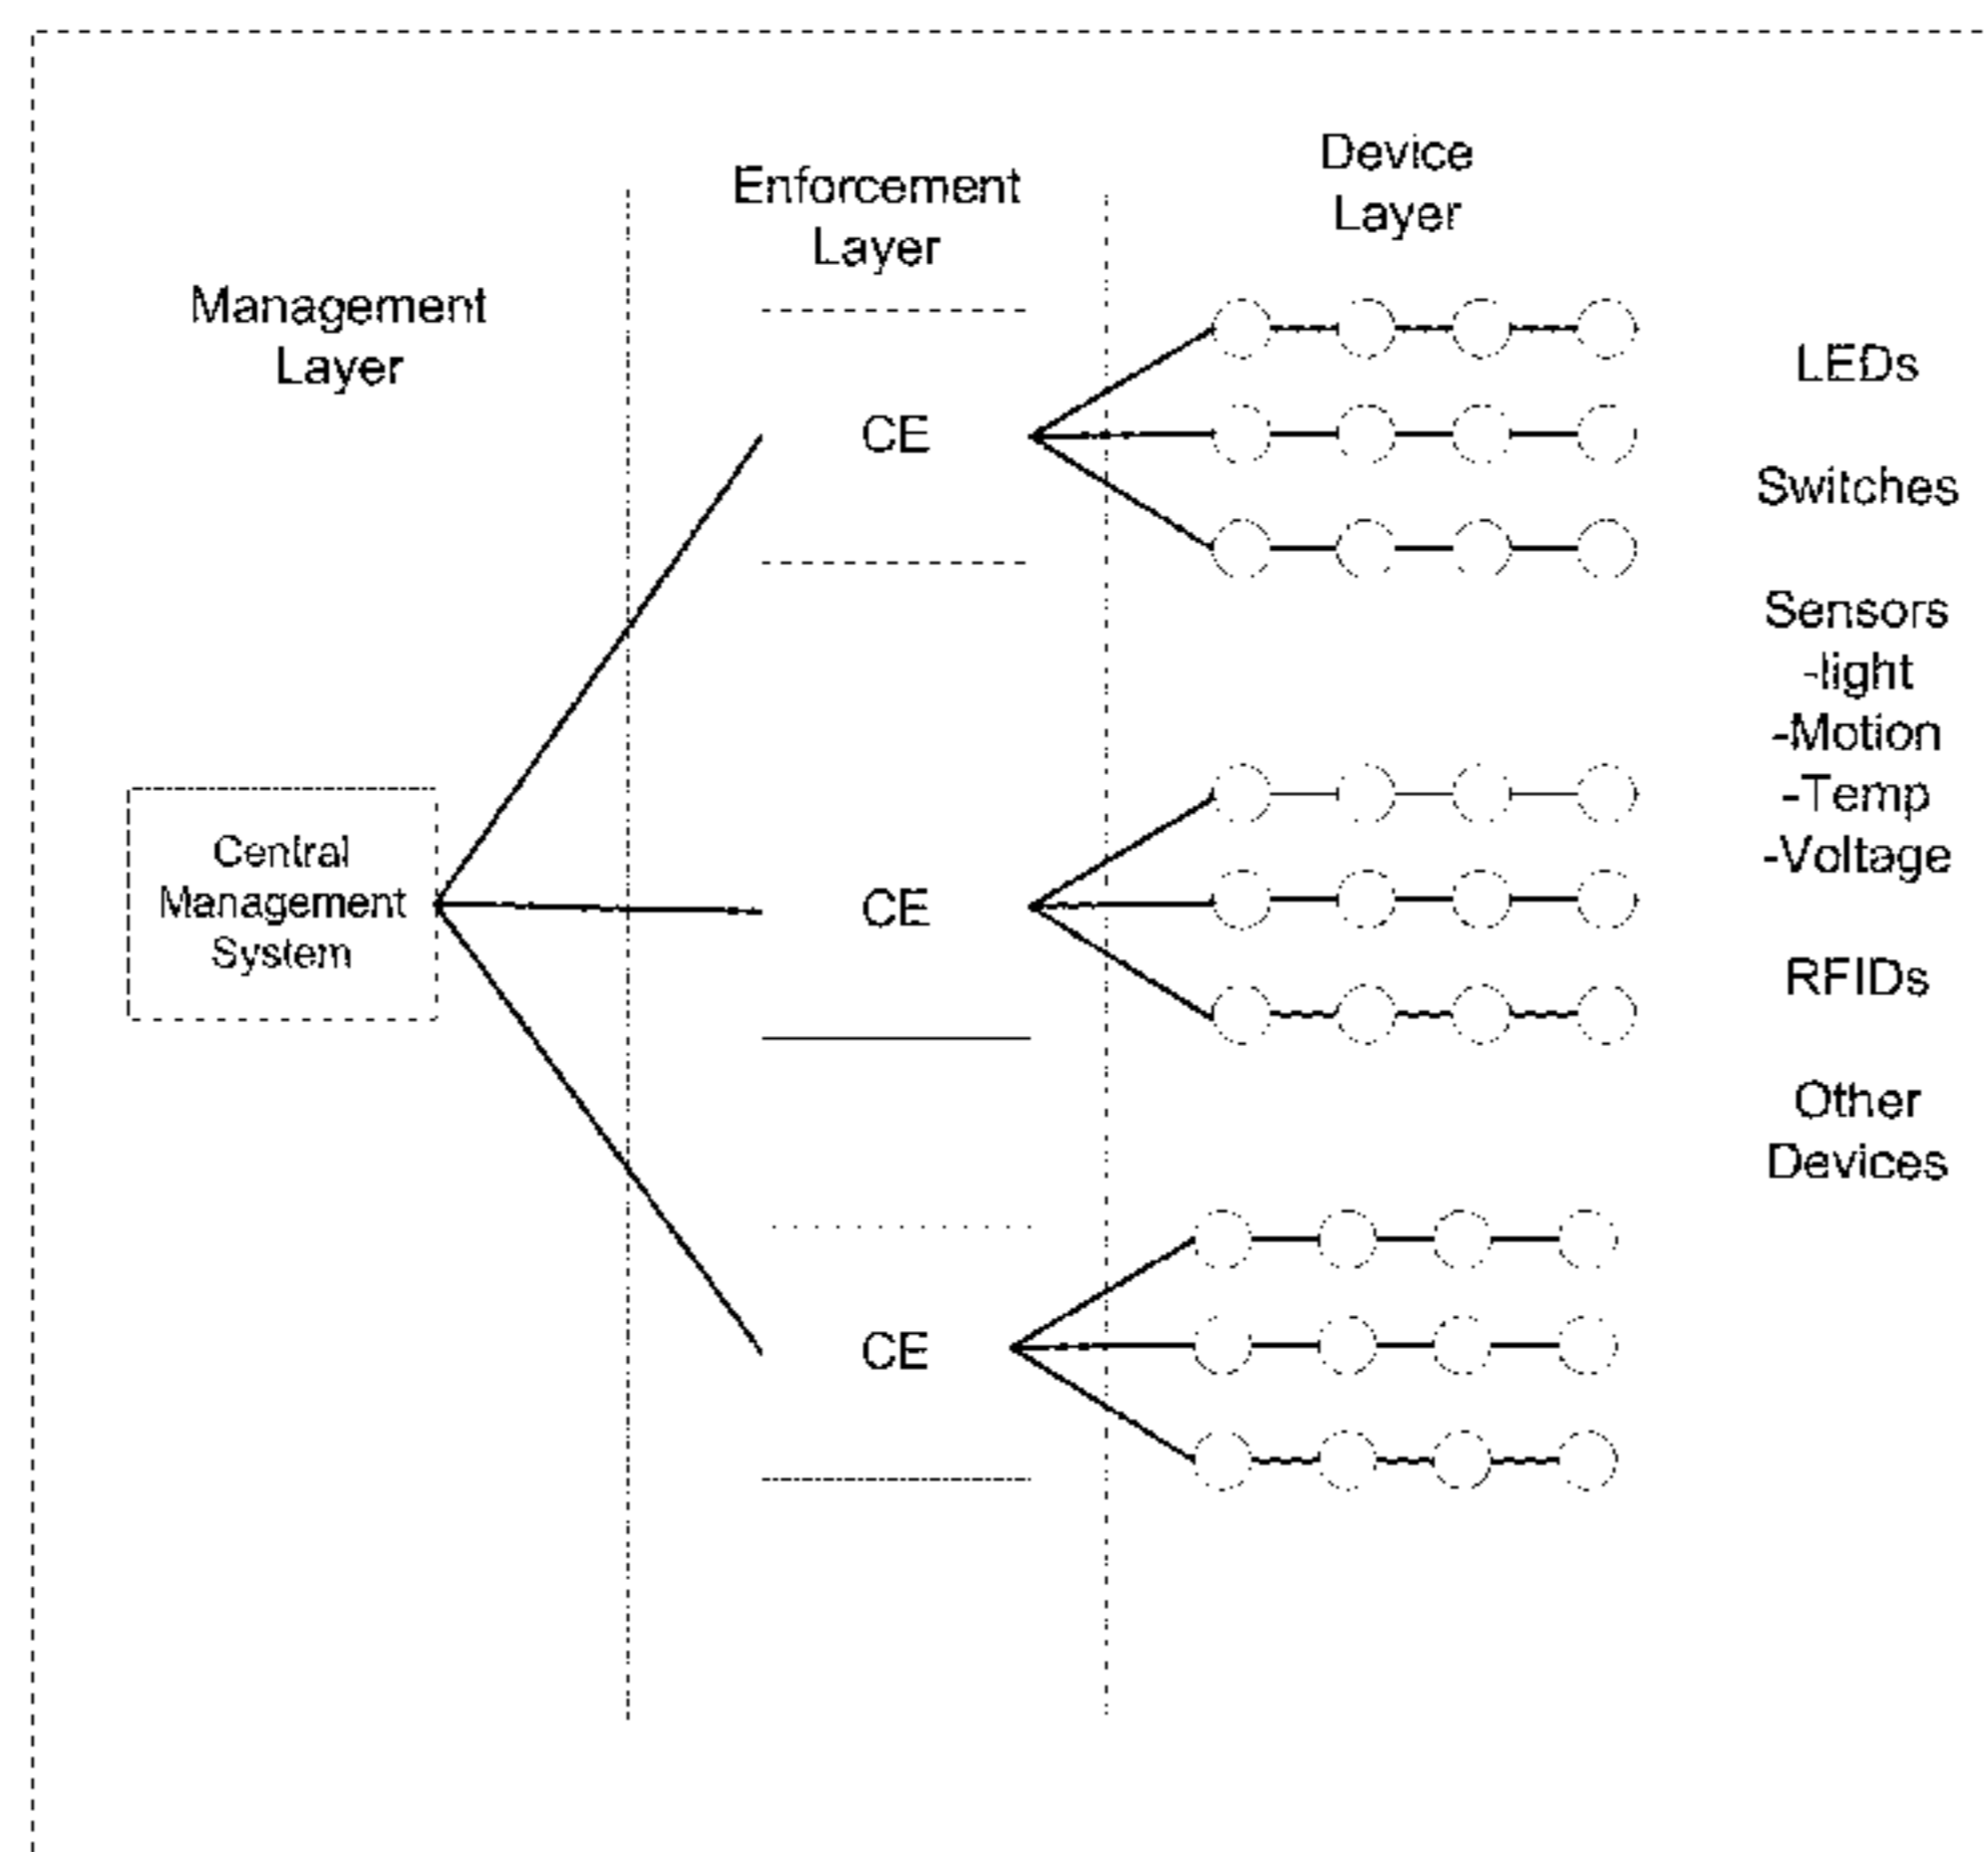 Management
Layer
Enforcement
Layer
Device
Layer
Central
Management
System
CE
CE
CE
LEDs
Switches
Sensors
-light
-Motion
-Temp
-Voltage
RFIDs
Other
Devices